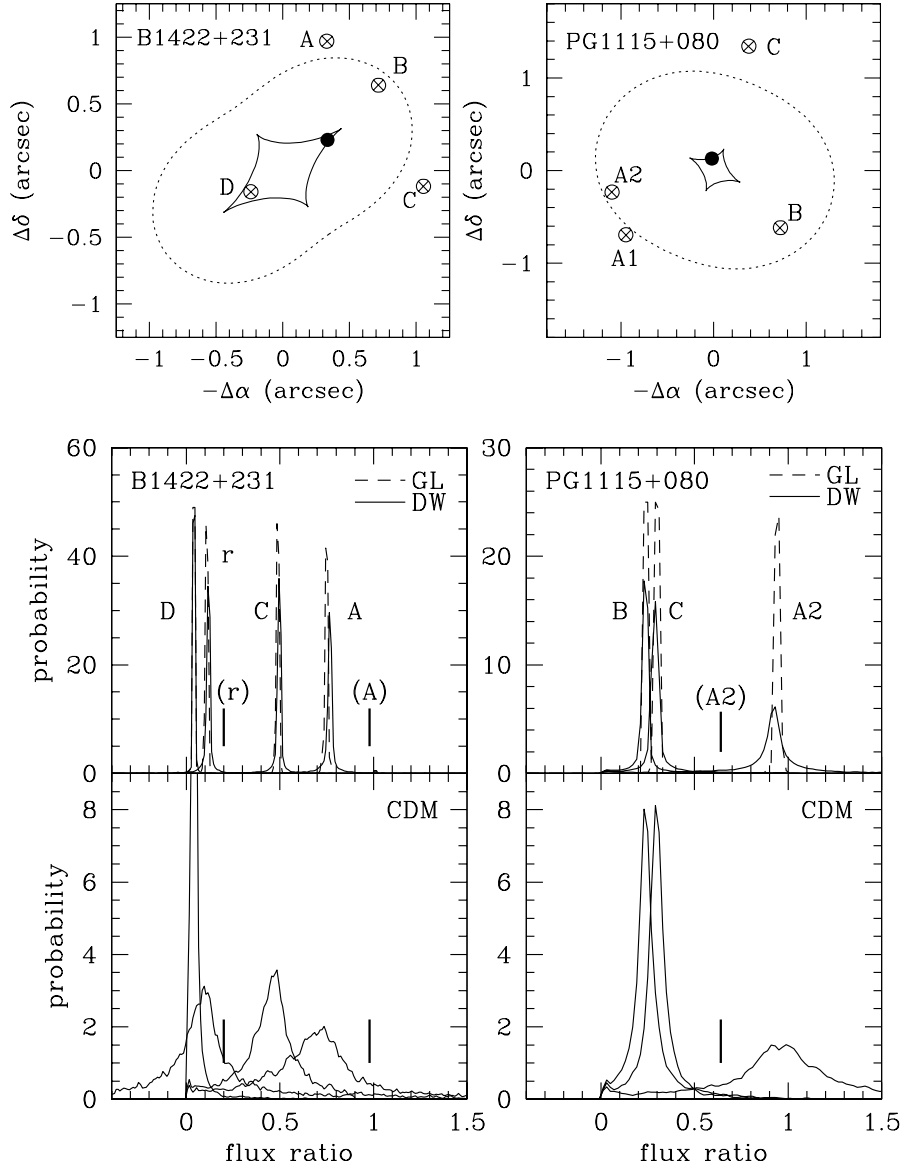 B1422+231
A
B
C
D
1
0.5
0
−0.5
−1
Δδ (arcsec)
−1
−0.5
0
0.5
1
−Δα (arcsec)
PG1115+080
C
A2
A1
B
1
0
−1
Δδ (arcsec)
−1
0
1
−Δα (arcsec)
B1422+231
GL
DW
D
r
C
A
(r)
(A)
60
40
20
0
probability
PG1115+080
GL
DW
B
C
A2
(A2)
30
20
10
0
CDM
8
6
4
2
0
probability
0
0.5
1
1.5
flux ratio
CDM
8
6
4
2
0
0
0.5
1
1.5
flux ratio